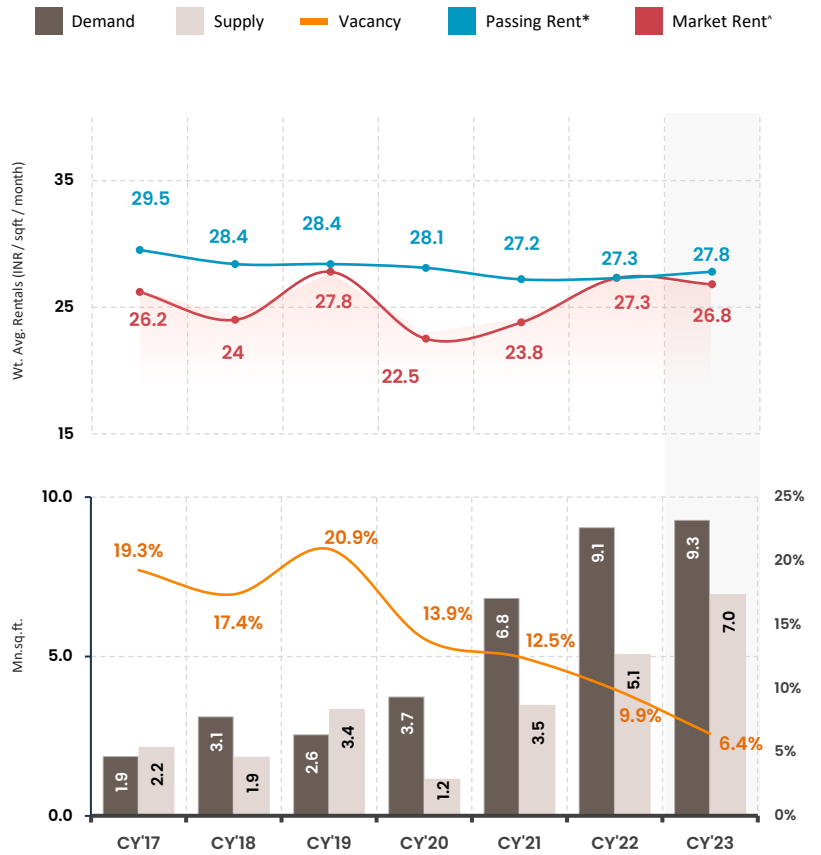 Demand Supply Vacancy Passing Rent* Market Rent^
Wt. Avg. Rentals (INR / sqft / month)
35
25
15
29.5 28.4 28.4 28.1 27.2 27.3 27.8
26.2 24 27.8 22.5 23.8 27.3 26.8
Mn.sq.ft.
10.0
5.0
0.0
25%
20%
15%
10%
5%
0%
19.3% 17.4% 20.9% 13.9% 12.5% 9.9% 6.4%
1.9 2.2 3.1 1.9 2.6 3.4 3.7 1.2 6.8 3.5 9.1 5.1 9.3 7.0
CY'17 CY'18 CY'19 CY'20 CY'21 CY'22 CY'23